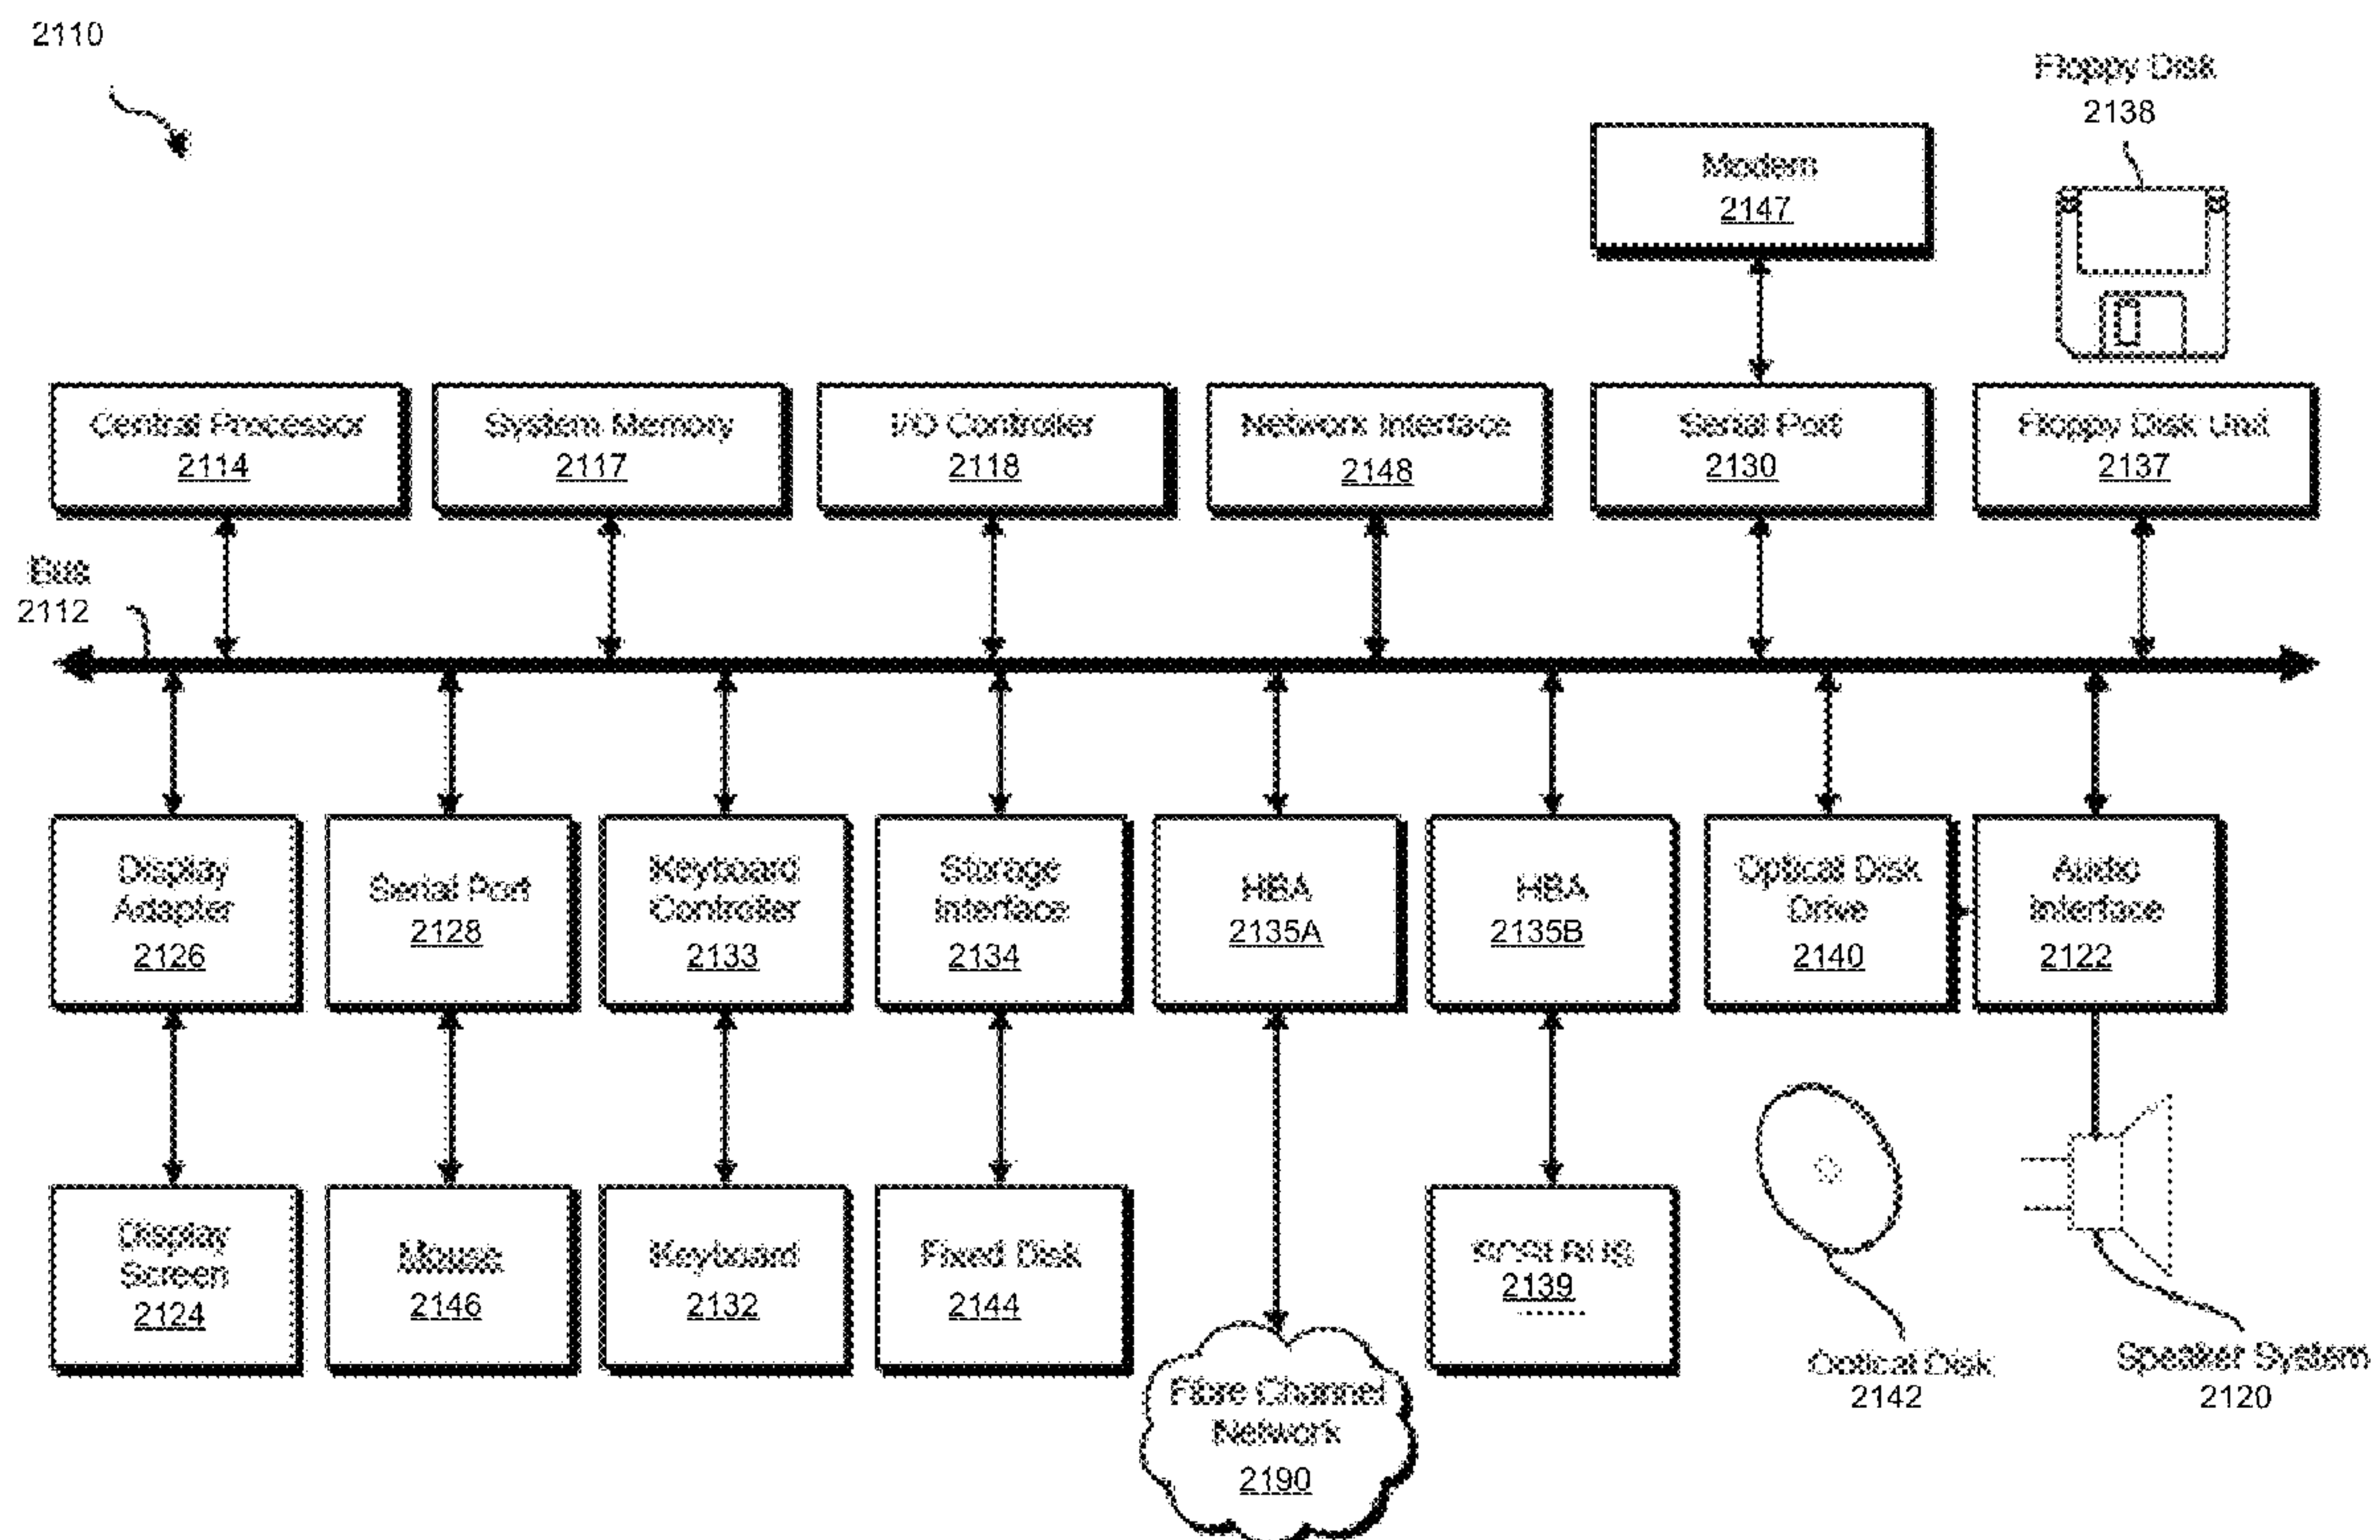 2110
Floppy Disk
2138
Modem
2147
Central Processor
2114
System Memory
2117
I/O Controller
2118
Network Interface
2148
Serial Port
2130
Floppy Disk Unit
2137
Bus
2112
Display
Adapter
2126
Serial Port
2128
Keyboard
Controller
2133
Storage
Interface
2134
HBA
2135A
HBA
2135B
Optical Disk
Drive
2140
Audio
Interface
2122
Display
Screen
2124
Mouse
2146
Keyboard
2132
Fixed Disk
2144
Fibre Channel
Network
2190
SCSI BUS
2139
Optical Disk
2142
Speaker System
2120